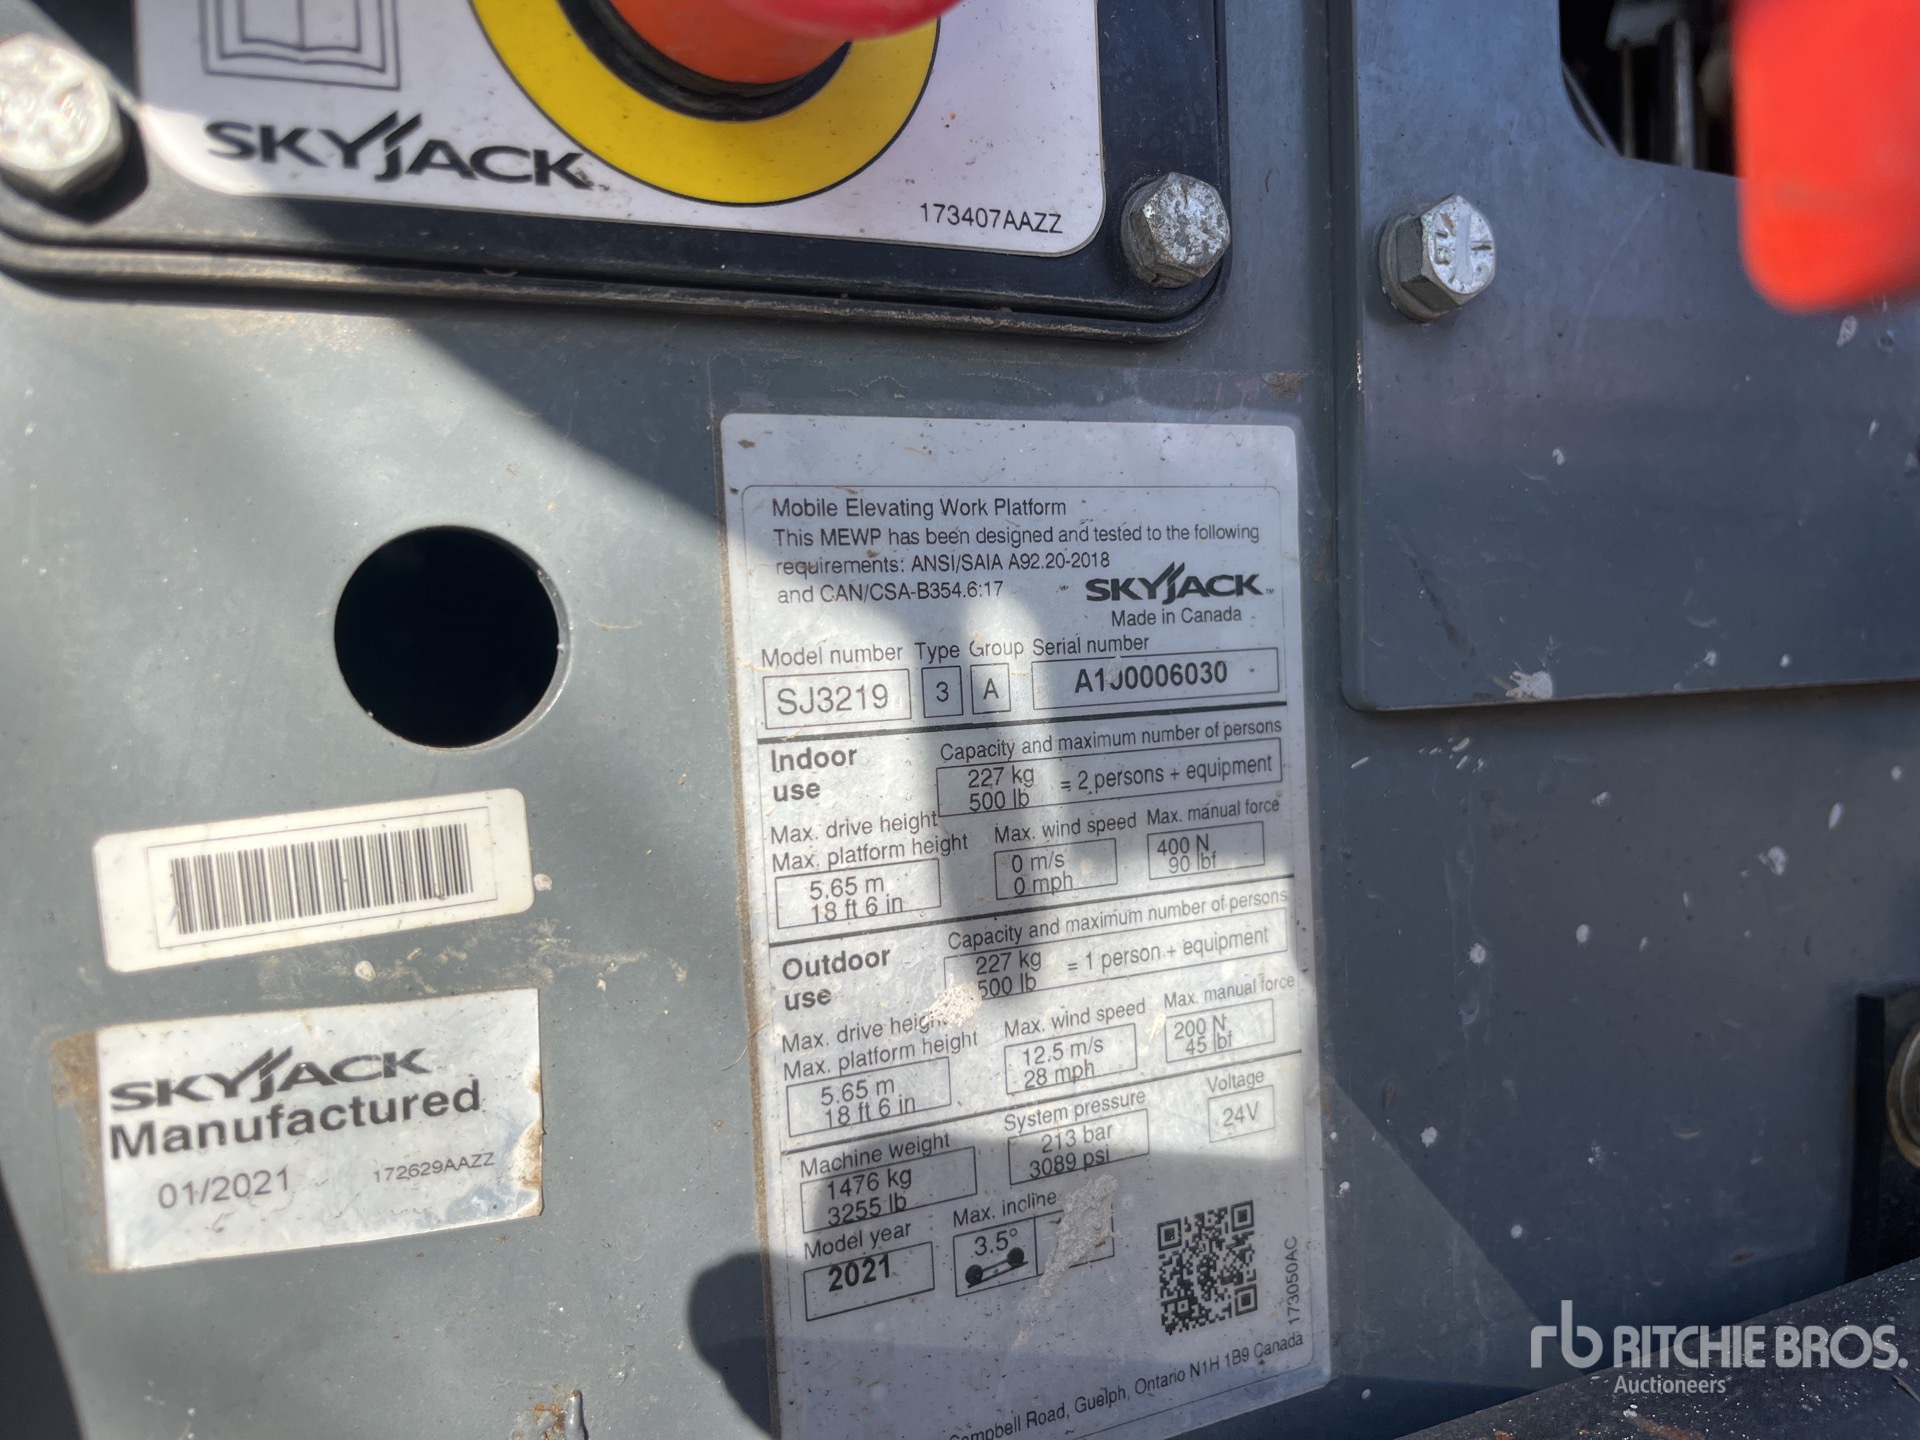 SKYJACK
173407AAZZ
Mobile Elevating Work Platform
This MEWP has been designed and tested to the following
requirements: ANSI/SAIA A92.20-2018
and CAN/CSA-B354.6:17
SKYJACK™
Made in Canada
Model number Type Group Serial number
SJ3219 3 A A1J0006030
Indoor use
Capacity and maximum number of persons
227 kg
500 lb
= 2 persons + equipment
Max. drive height
Max. platform height
5.65 m
18 ft 6 in
Max. wind speed
0 m/s
0 mph
Max. manual force
400 N
90 lbf
Outdoor use
Capacity and maximum number of persons
227 kg
500 lb
= 1 person + equipment
Max. drive height
Max. platform height
5.65 m
18 ft 6 in
Max. wind speed
12.5 m/s
28 mph
Max. manual force
200 N
45 lbf
Machine weight
1476 kg
3255 lb
System pressure
213 bar
3089 psi
Voltage
24V
Model year
2021
Max. incline
3.5°
173050AC
Campbell Road, Guelph, Ontario N1H 1B9 Canada
SKYJACK
Manufactured
01/2021 172629AAZZ
rb RITCHIE BROS.
Auctioneers